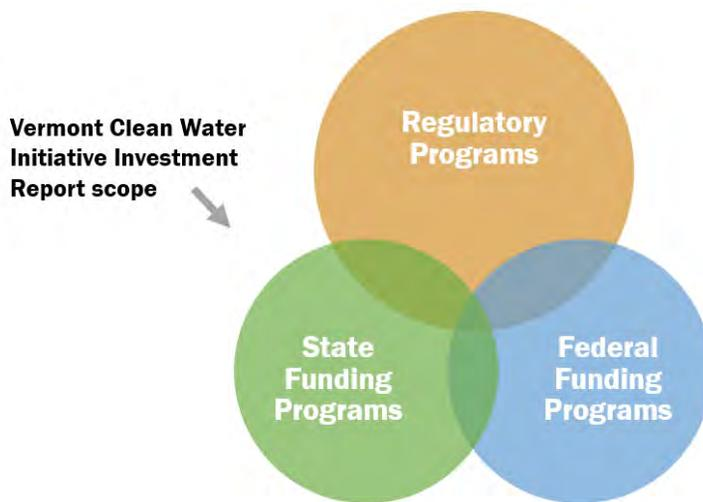 Vermont Clean Water
Initiative Investment
Report scope
Regulatory
Programs
State
Funding
Programs
Federal
Funding
Programs